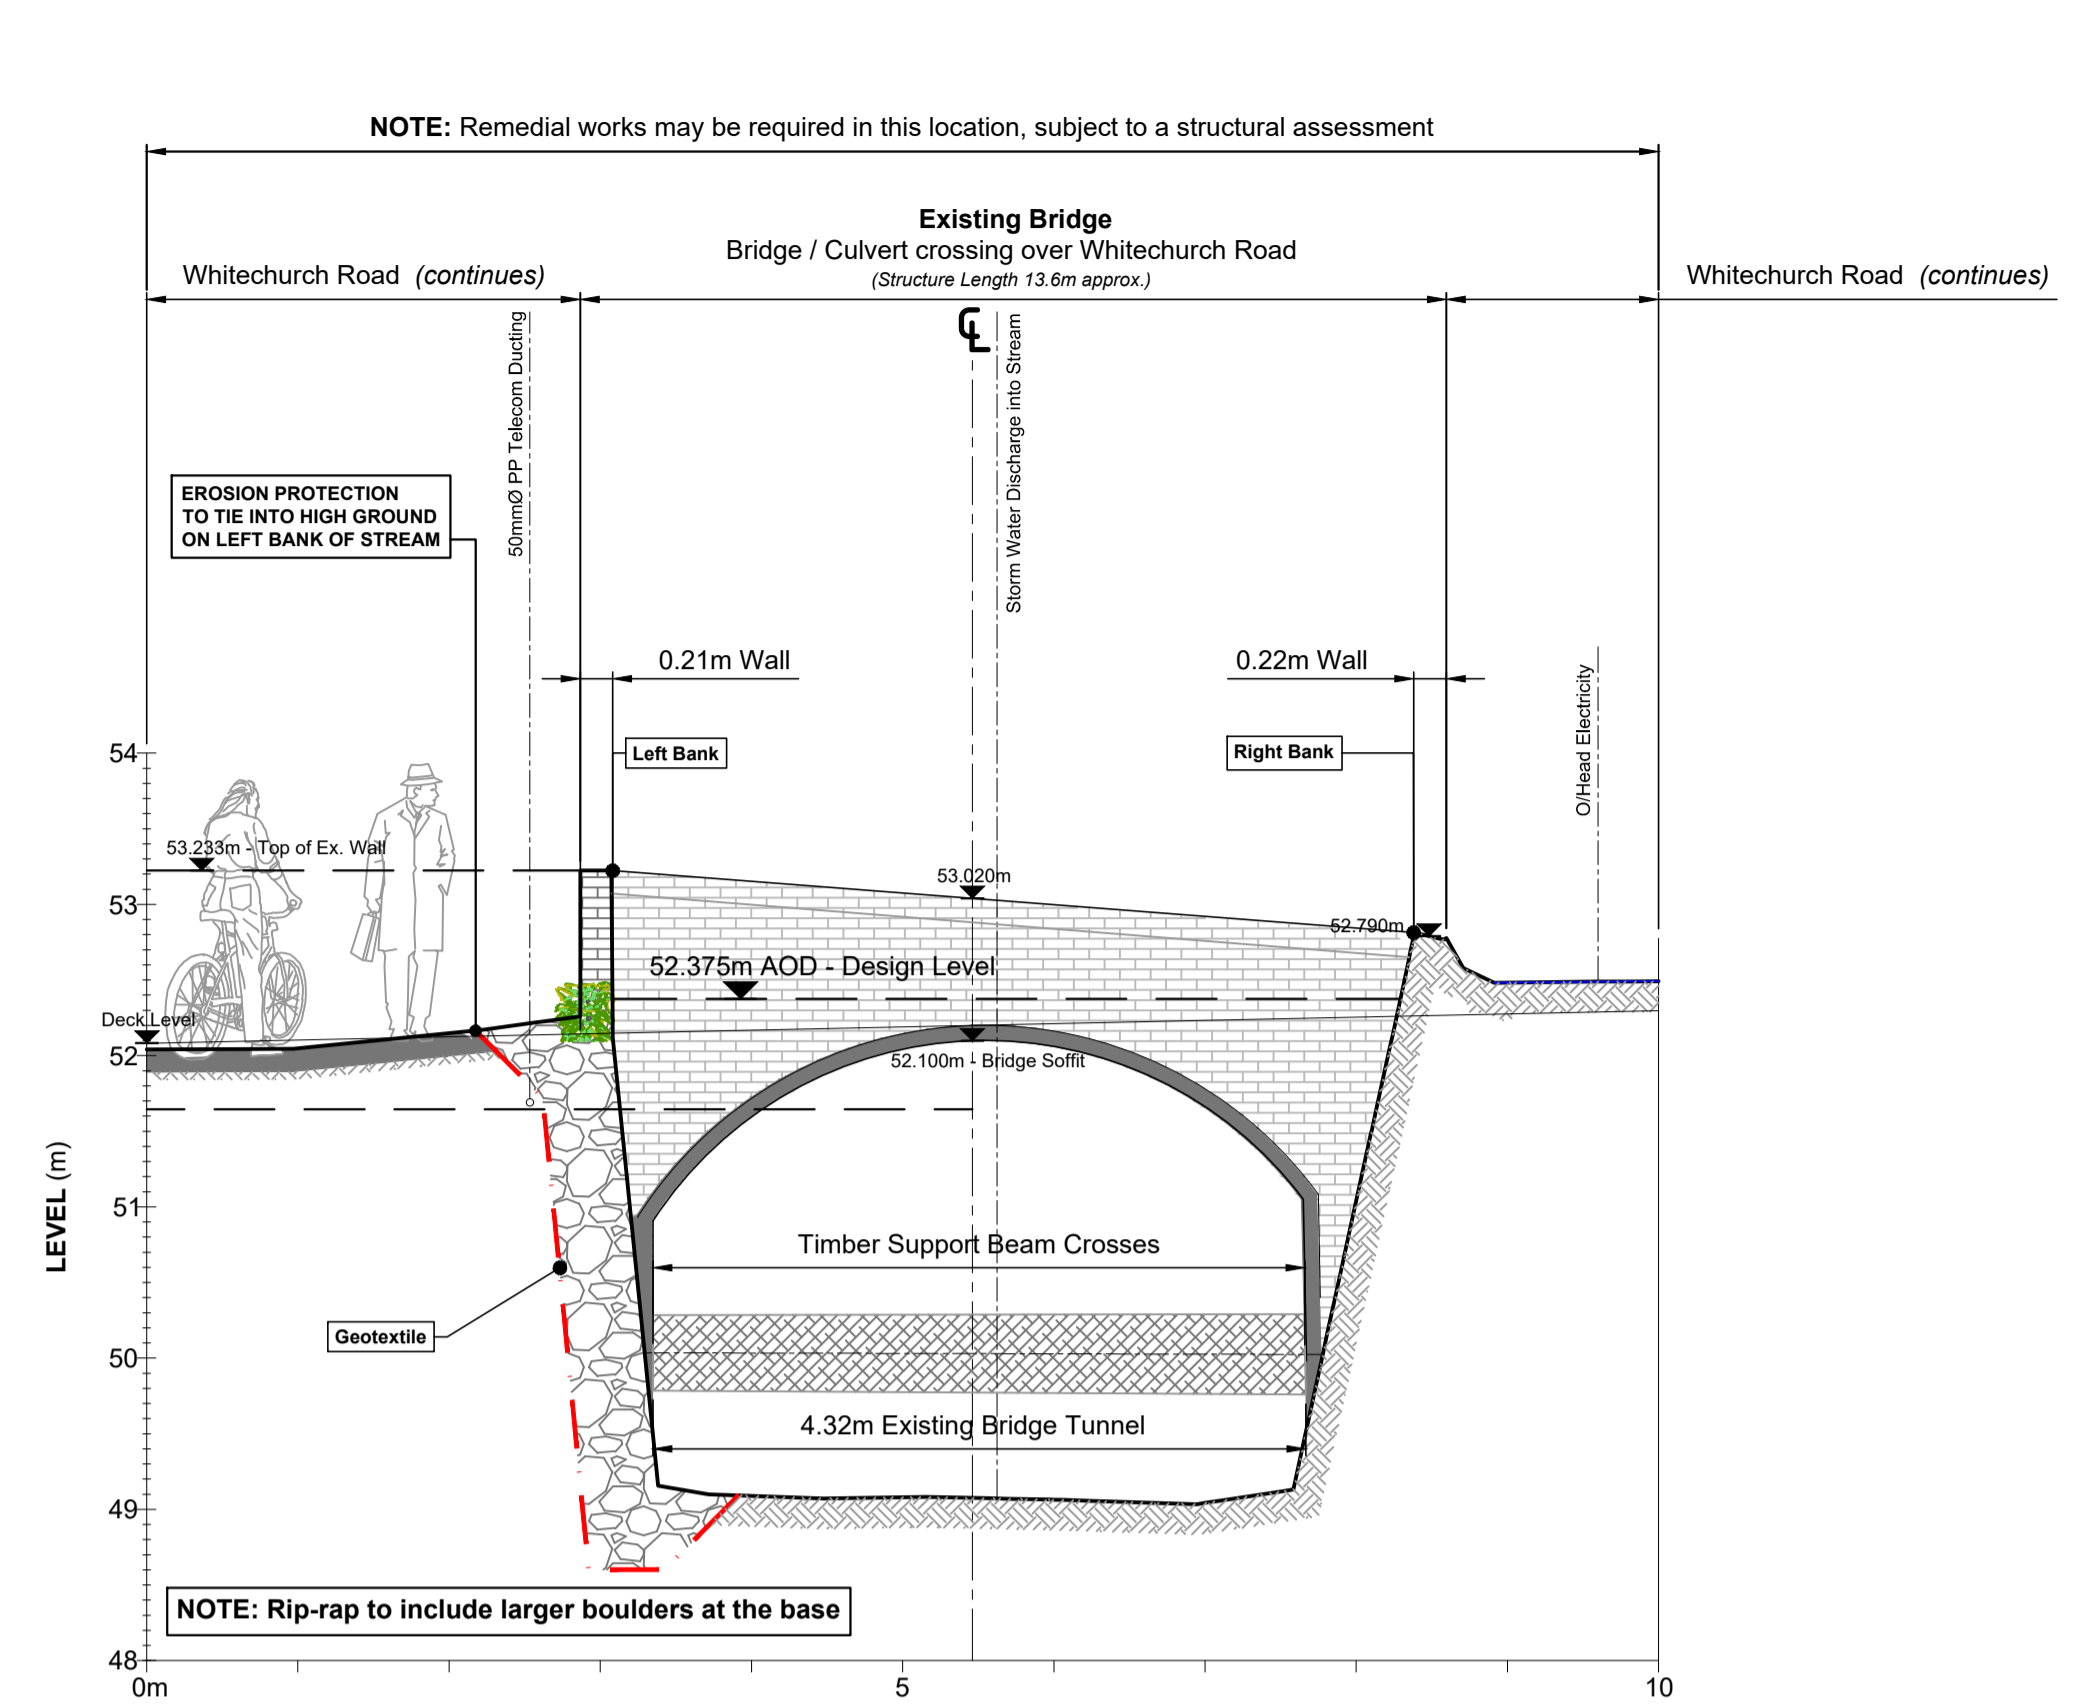 NOTE: Remedial works may be required in this location, subject to a structural assessment
Existing Bridge
Bridge / Culvert crossing over Whitechurch Road
(Structure Length 13.6m approx.)
Whitechurch Road (continues)
Whitechurch Road (continues)
CL
50mmØ PP Telecom Ducting
Storm Water Discharge into Stream
EROSION PROTECTION
TO TIE INTO HIGH GROUND
ON LEFT BANK OF STREAM
0.21m Wall
0.22m Wall
O/Head Electricity
Left Bank
Right Bank
54
53.233m - Top of Ex. Wall
53.020m
53
52.790m
52.375m AOD - Design Level
Deck Level
52
52.100m - Bridge Soffit
LEVEL (m)
51
Timber Support Beam Crosses
Geotextile
50
4.32m Existing Bridge Tunnel
49
NOTE: Rip-rap to include larger boulders at the base
48
0m
5
10